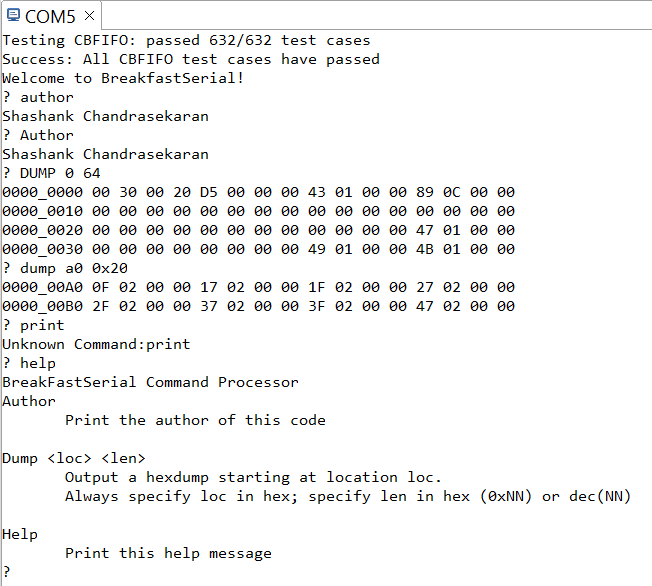 COM5
Testing CBFIFO: passed 632/632 test cases
Success: All CBFIFO test cases have passed
Welcome to BreakfastSerial!
? author
Shashank Chandrasekaran
? Author
Shashank Chandrasekaran
? DUMP 0 64
0000_0000 00 30 00 20 D5 00 00 00 43 01 00 00 89 0C 00 00
0000_0010 00 00 00 00 00 00 00 00 00 00 00 00 00 00 00 00
0000_0020 00 00 00 00 00 00 00 00 00 00 00 00 47 01 00 00
0000_0030 00 00 00 00 00 00 00 00 49 01 00 00 4B 01 00 00
? dump a0 0x20
0000_00A0 0F 02 00 00 17 02 00 00 1F 02 00 00 27 02 00 00
0000_00B0 2F 02 00 00 37 02 00 00 3F 02 00 00 47 02 00 00
? print
Unknown Command:print
? help
BreakFastSerial Command Processor
Author
Print the author of this code
Dump <loc> <len>
Output a hexdump starting at location loc.
Always specify loc in hex; specify len in hex (0xNN) or dec(NN)
Help
Print this help message
?